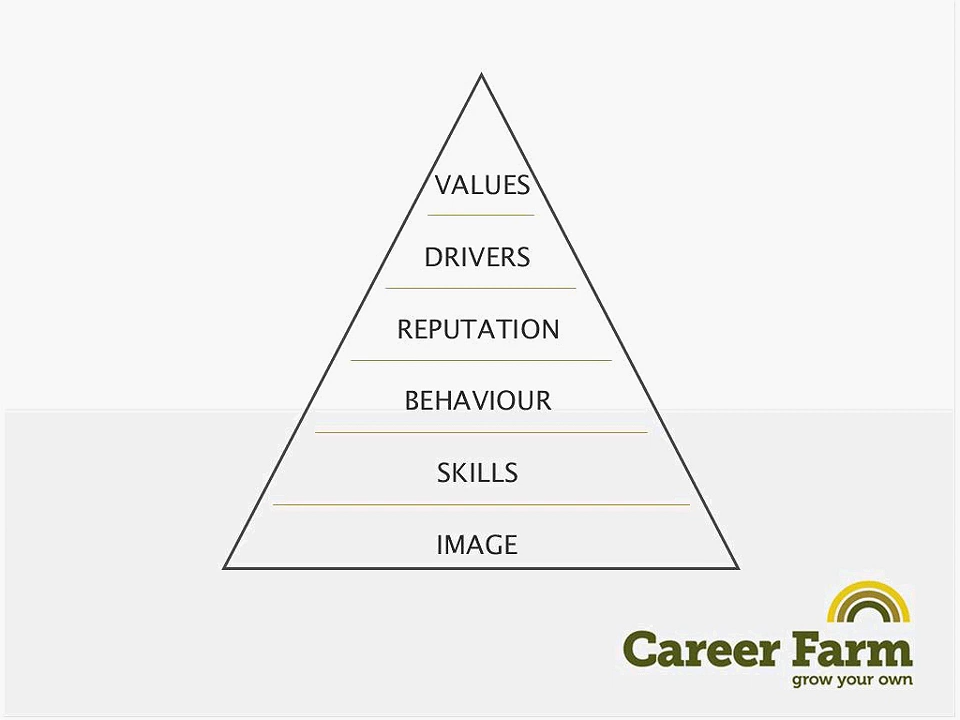 VALUES
DRIVERS
REPUTATION
BEHAVIOUR
SKILLS
IMAGE
Career Farm
grow your own